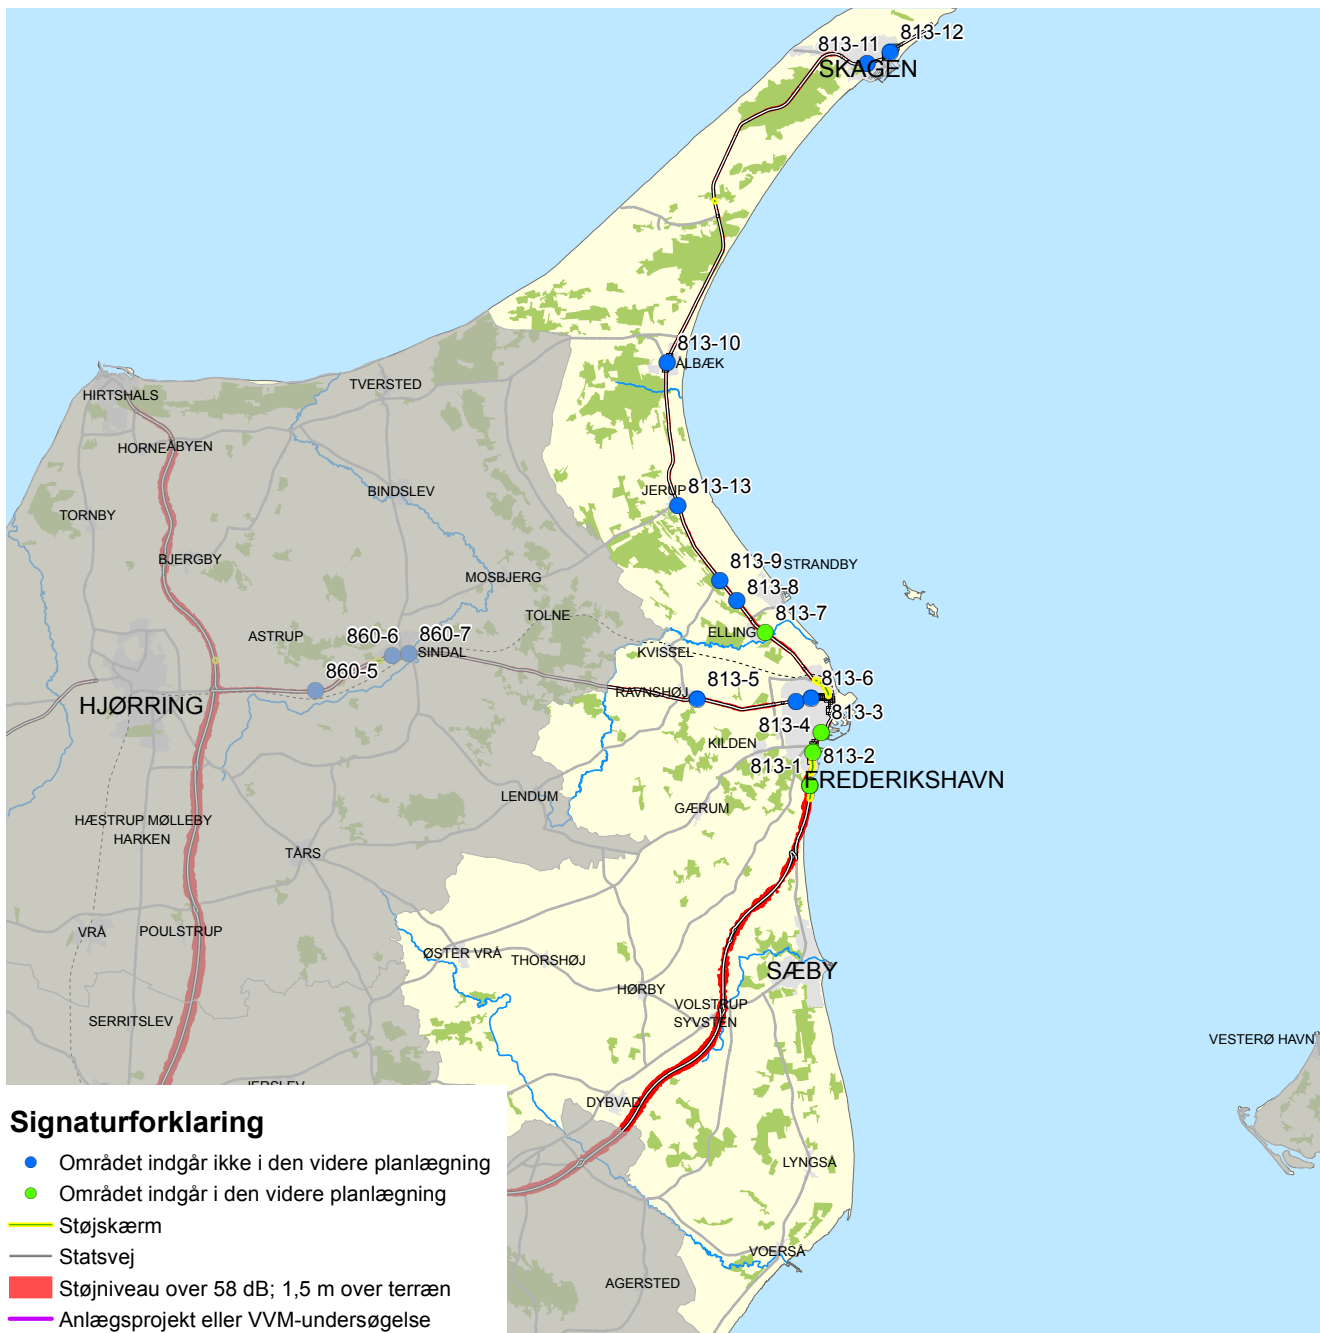 813-12
813-11
SKAGEN
813-10
ÅLBÆK
TVERSTED
HIRTSHALS
HORNE
ÅBYEN
BINDSLEV
JERUP
813-13
TORNBY
BJERGBY
MOSBJERG
813-9
STRANDBY
813-8
TOLNE
813-7
ELLING
ASTRUP
860-6
860-7
SINDAL
KVISSEL
860-5
RAVNSHØJ
813-5
813-6
HJØRRING
813-3
813-4
KILDEN
813-2
813-1
FREDERIKSHAVN
LENDUM
GÆRUM
HÆSTRUP MØLLEBY
HARKEN
TÅRS
VRÅ
POULSTRUP
ØSTER VRÅ
THORSHØJ
SÆBY
HØRBY
VOLSTRUP
SYVSTEN
SERRITSLEV
VESTERØ HAVN
JERSLEV
DYBVAD
LYNGSÅ
VOERSÅ
AGERSTED
Signaturforklaring
Området indgår ikke i den videre planlægning
Området indgår i den videre planlægning
Støjskærm
Statsvej
Støjniveau over 58 dB; 1,5 m over terræn
Anlægsprojekt eller VVM-undersøgelse